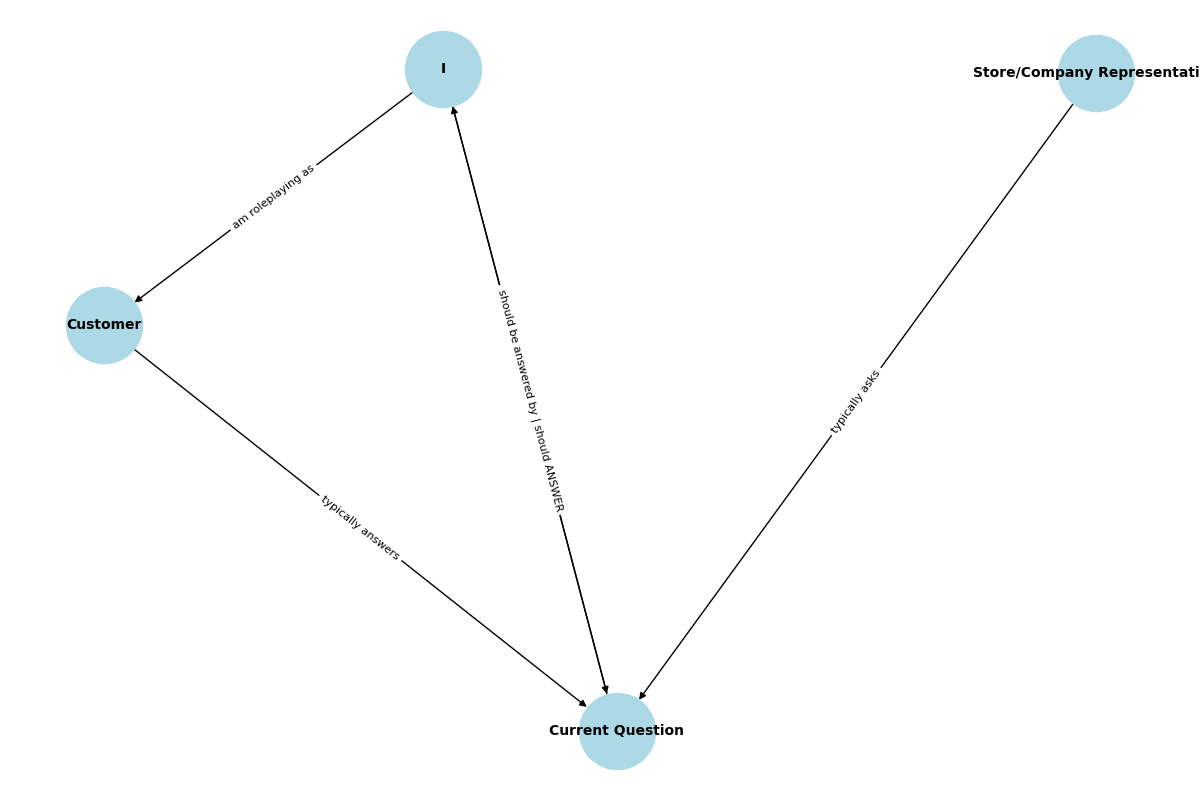 I
Store/Company Representati
am roleplaying as
Customer
should be answered by | should ANSWER
typically asks
typically answers
Current Question